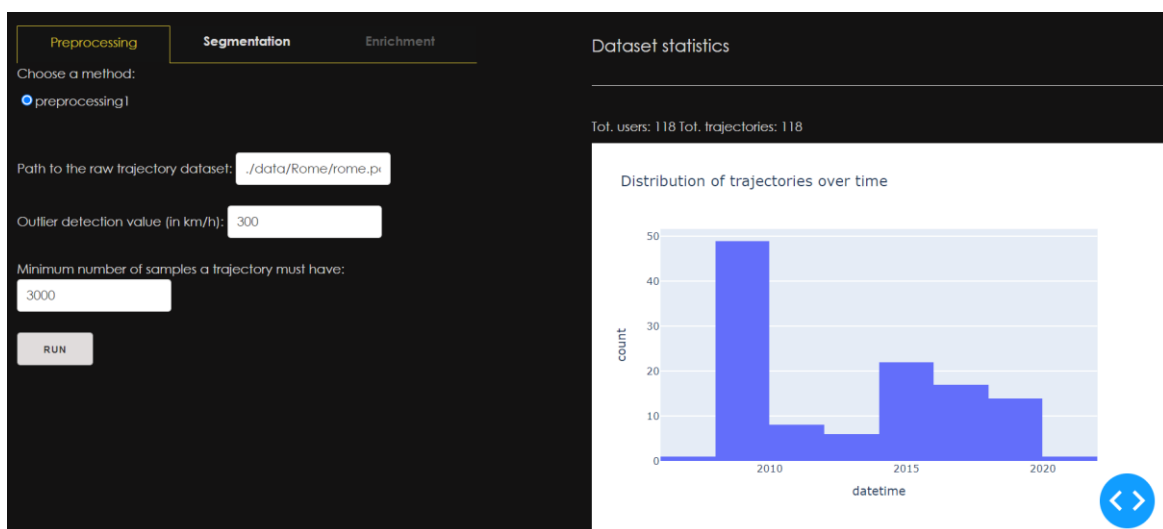 Preprocessing Segmentation Enrichment
Choose a method:
preprocessing1
Path to the raw trajectory dataset: ./data/Rome/rome.p
Outlier detection value (in km/h): 300
Minimum number of samples a trajectory must have:
3000
RUN
Dataset statistics
Tot. users: 118 Tot. trajectories: 118
Distribution of trajectories over time
50
40
30
20
10
0
count
2010 2015 2020
datetime